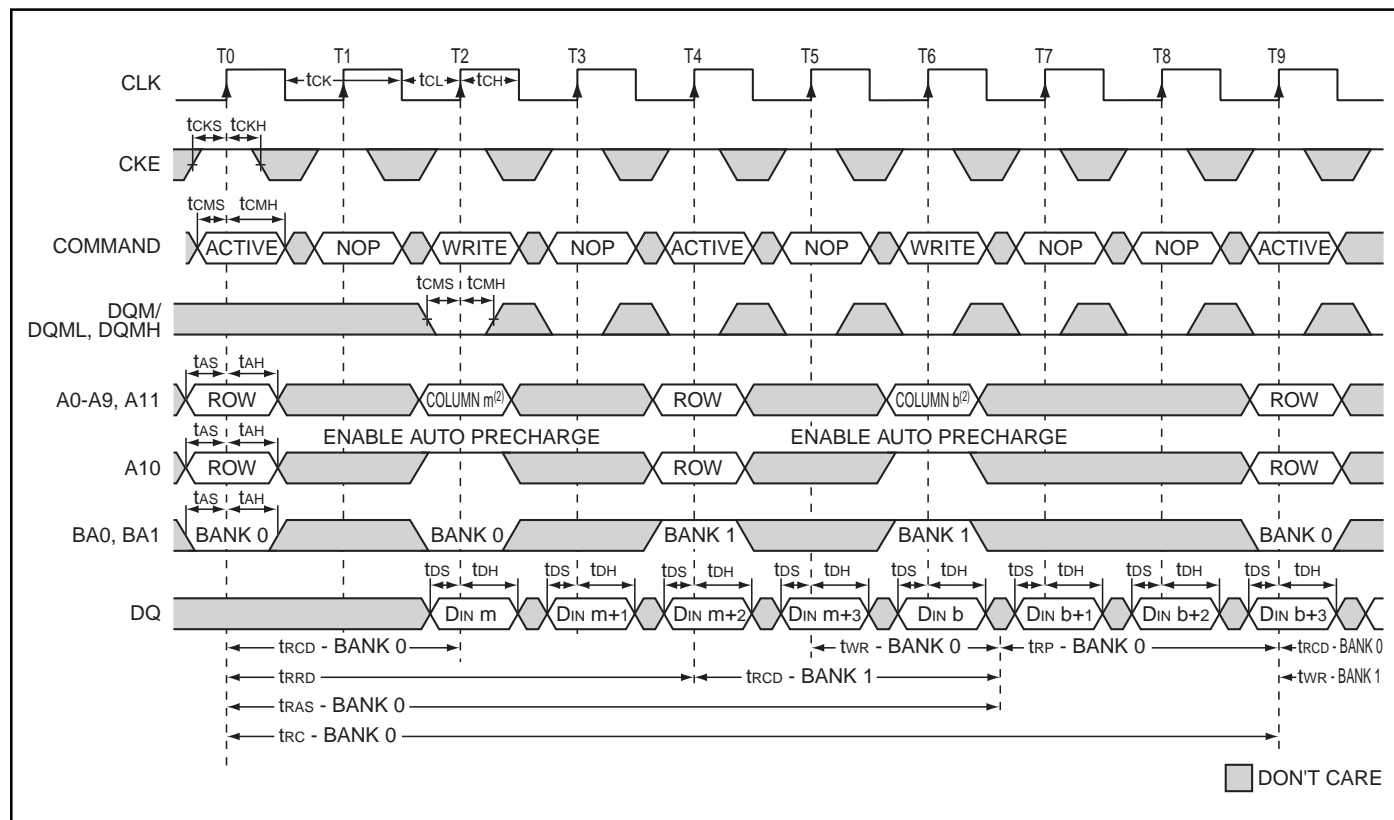 T0 T1 T2 T3 T4 T5 T6 T7 T8 T9
CLK tCK tCL tCH
tCKS tCKH
CKE
tCMS tCMH
COMMAND ACTIVE NOP WRITE NOP ACTIVE NOP WRITE NOP NOP ACTIVE
tCMS tCMH
DQM/
DQML, DQMH
tAS tAH
A0-A9, A11 ROW COLUMN m(2) ROW COLUMN b(2) ROW
tAS tAH ENABLE AUTO PRECHARGE ENABLE AUTO PRECHARGE
A10 ROW ROW ROW
tAS tAH
BA0, BA1 BANK 0 BANK 0 BANK 1 BANK 1 BANK 0
tDS tDH tDS tDH tDS tDH tDS tDH tDS tDH tDS tDH tDS tDH tDS tDH
DQ DIN m DIN m+1 DIN m+2 DIN m+3 DIN b DIN b+1 DIN b+2 DIN b+3
tRCD - BANK 0 tWR - BANK 0 tRP - BANK 0 tRCD - BANK 0
tRRD tRCD - BANK 1 tWR - BANK 1
tRAS - BANK 0
tRC - BANK 0
DON'T CARE